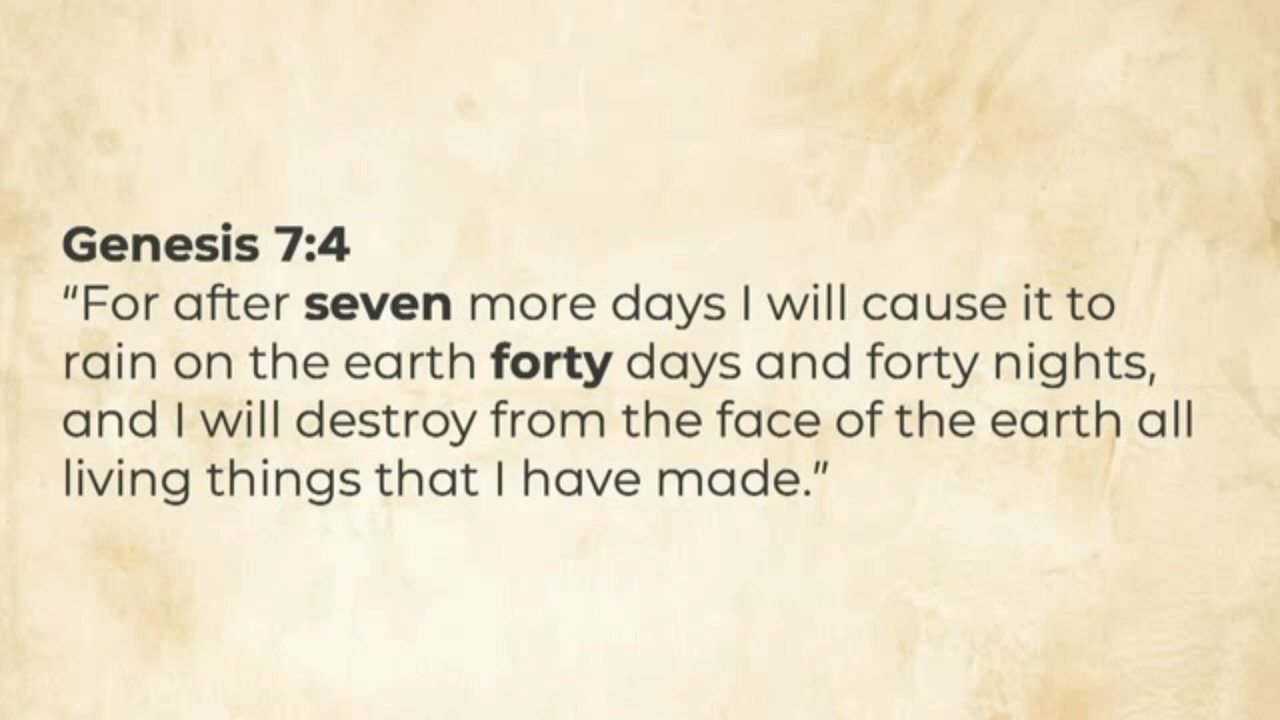 Genesis 7:4
“For after seven more days I will cause it to
rain on the earth forty days and forty nights,
and I will destroy from the face of the earth all
living things that I have made.”